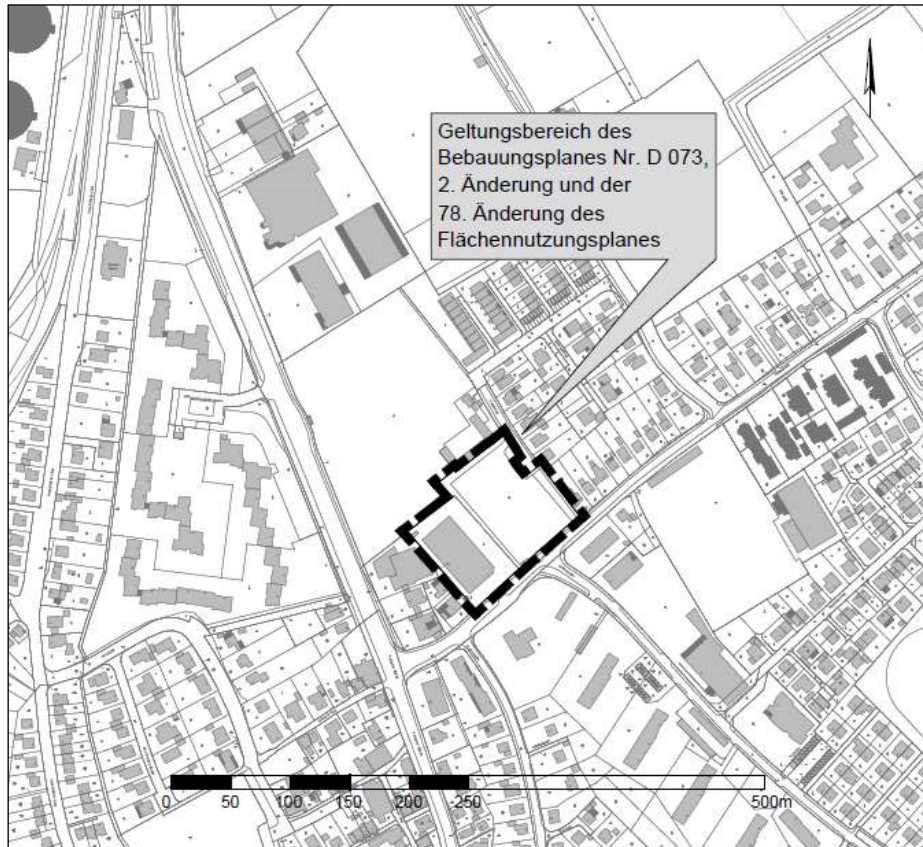 Geltungsbereich des
Bebauungsplanes Nr. D 073,
2. Änderung und der
78. Änderung des
Flächennutzungsplanes
0 50 100 150 200 250 500m